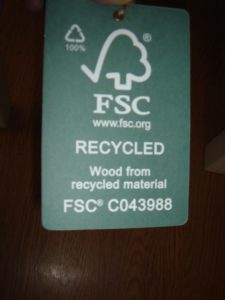 100%
®
FSC
www.fsc.org
RECYCLED
Wood from
recycled material
FSC® C043988